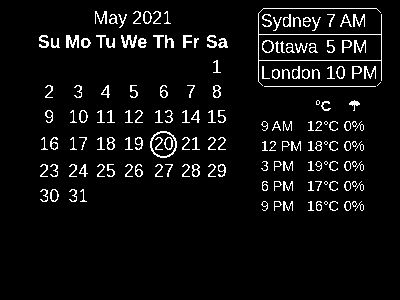 May 2021
Su Mo Tu We Th Fr Sa
1
2 3 4 5 6 7 8
9 10 11 12 13 14 15
16 17 18 19 20 21 22
23 24 25 26 27 28 29
30 31
Sydney 7 AM
Ottawa 5 PM
London 10 PM
°C
9 AM 12°C 0%
12 PM 18°C 0%
3 PM 19°C 0%
6 PM 17°C 0%
9 PM 16°C 0%